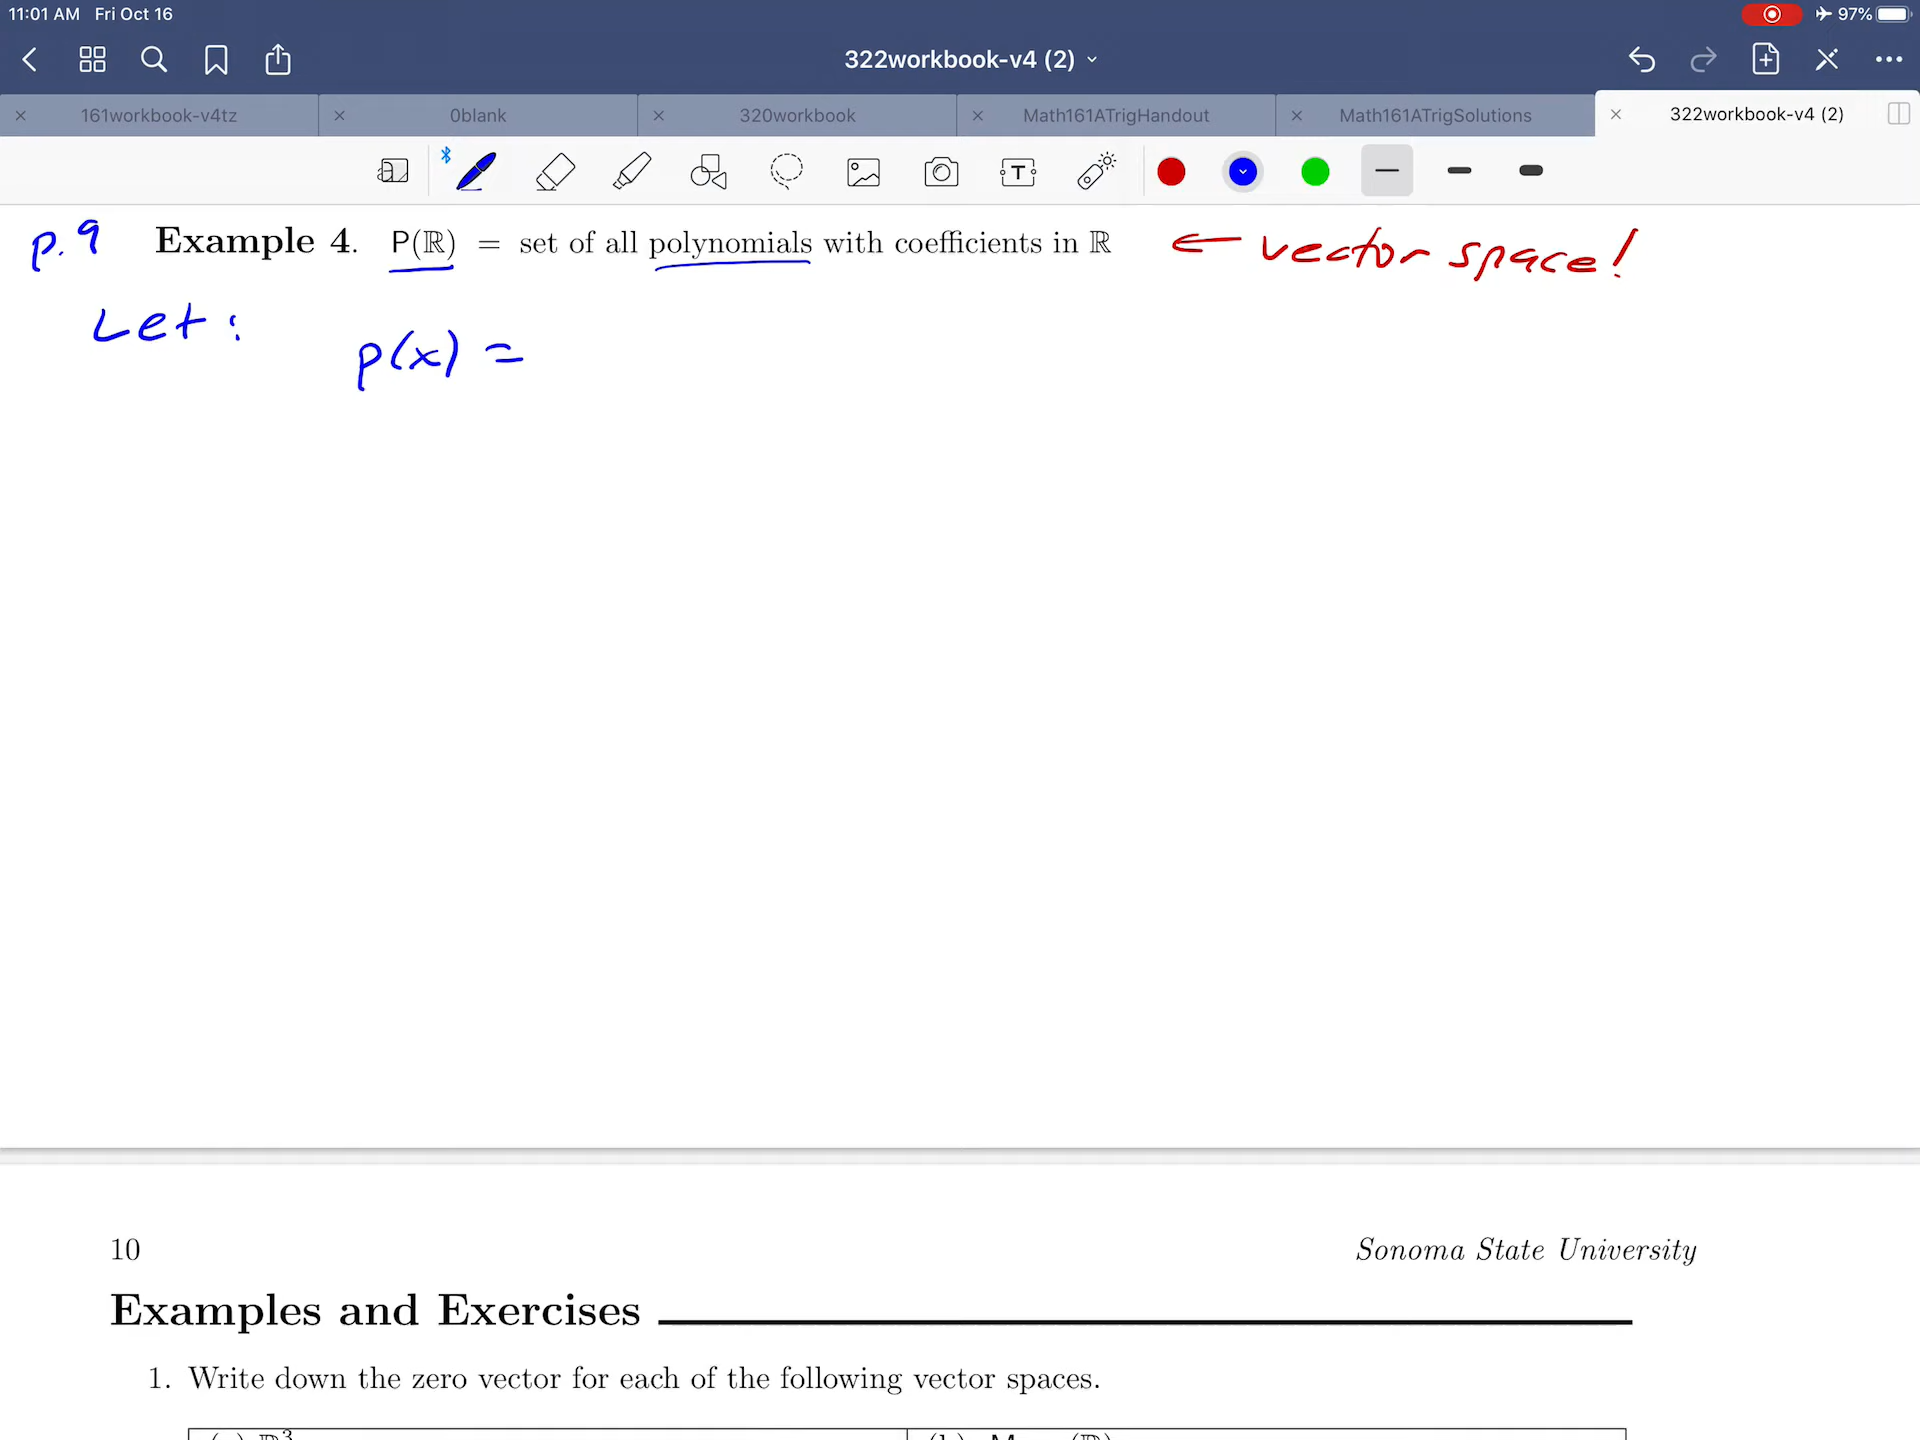 11:01 AM Fri Oct 16 97%
322workbook-v4 (2)
161workbook-v4tz 0blank 320workbook Math161ATrigHandout Math161ATrigSolutions 322workbook-v4 (2)
a T
p. 9 Example 4. P(ℝ) = set of all polynomials with coefficients in ℝ ← vector space!
Let:
p(x) =
10 Sonoma State University
Examples and Exercises
1. Write down the zero vector for each of the following vector spaces.